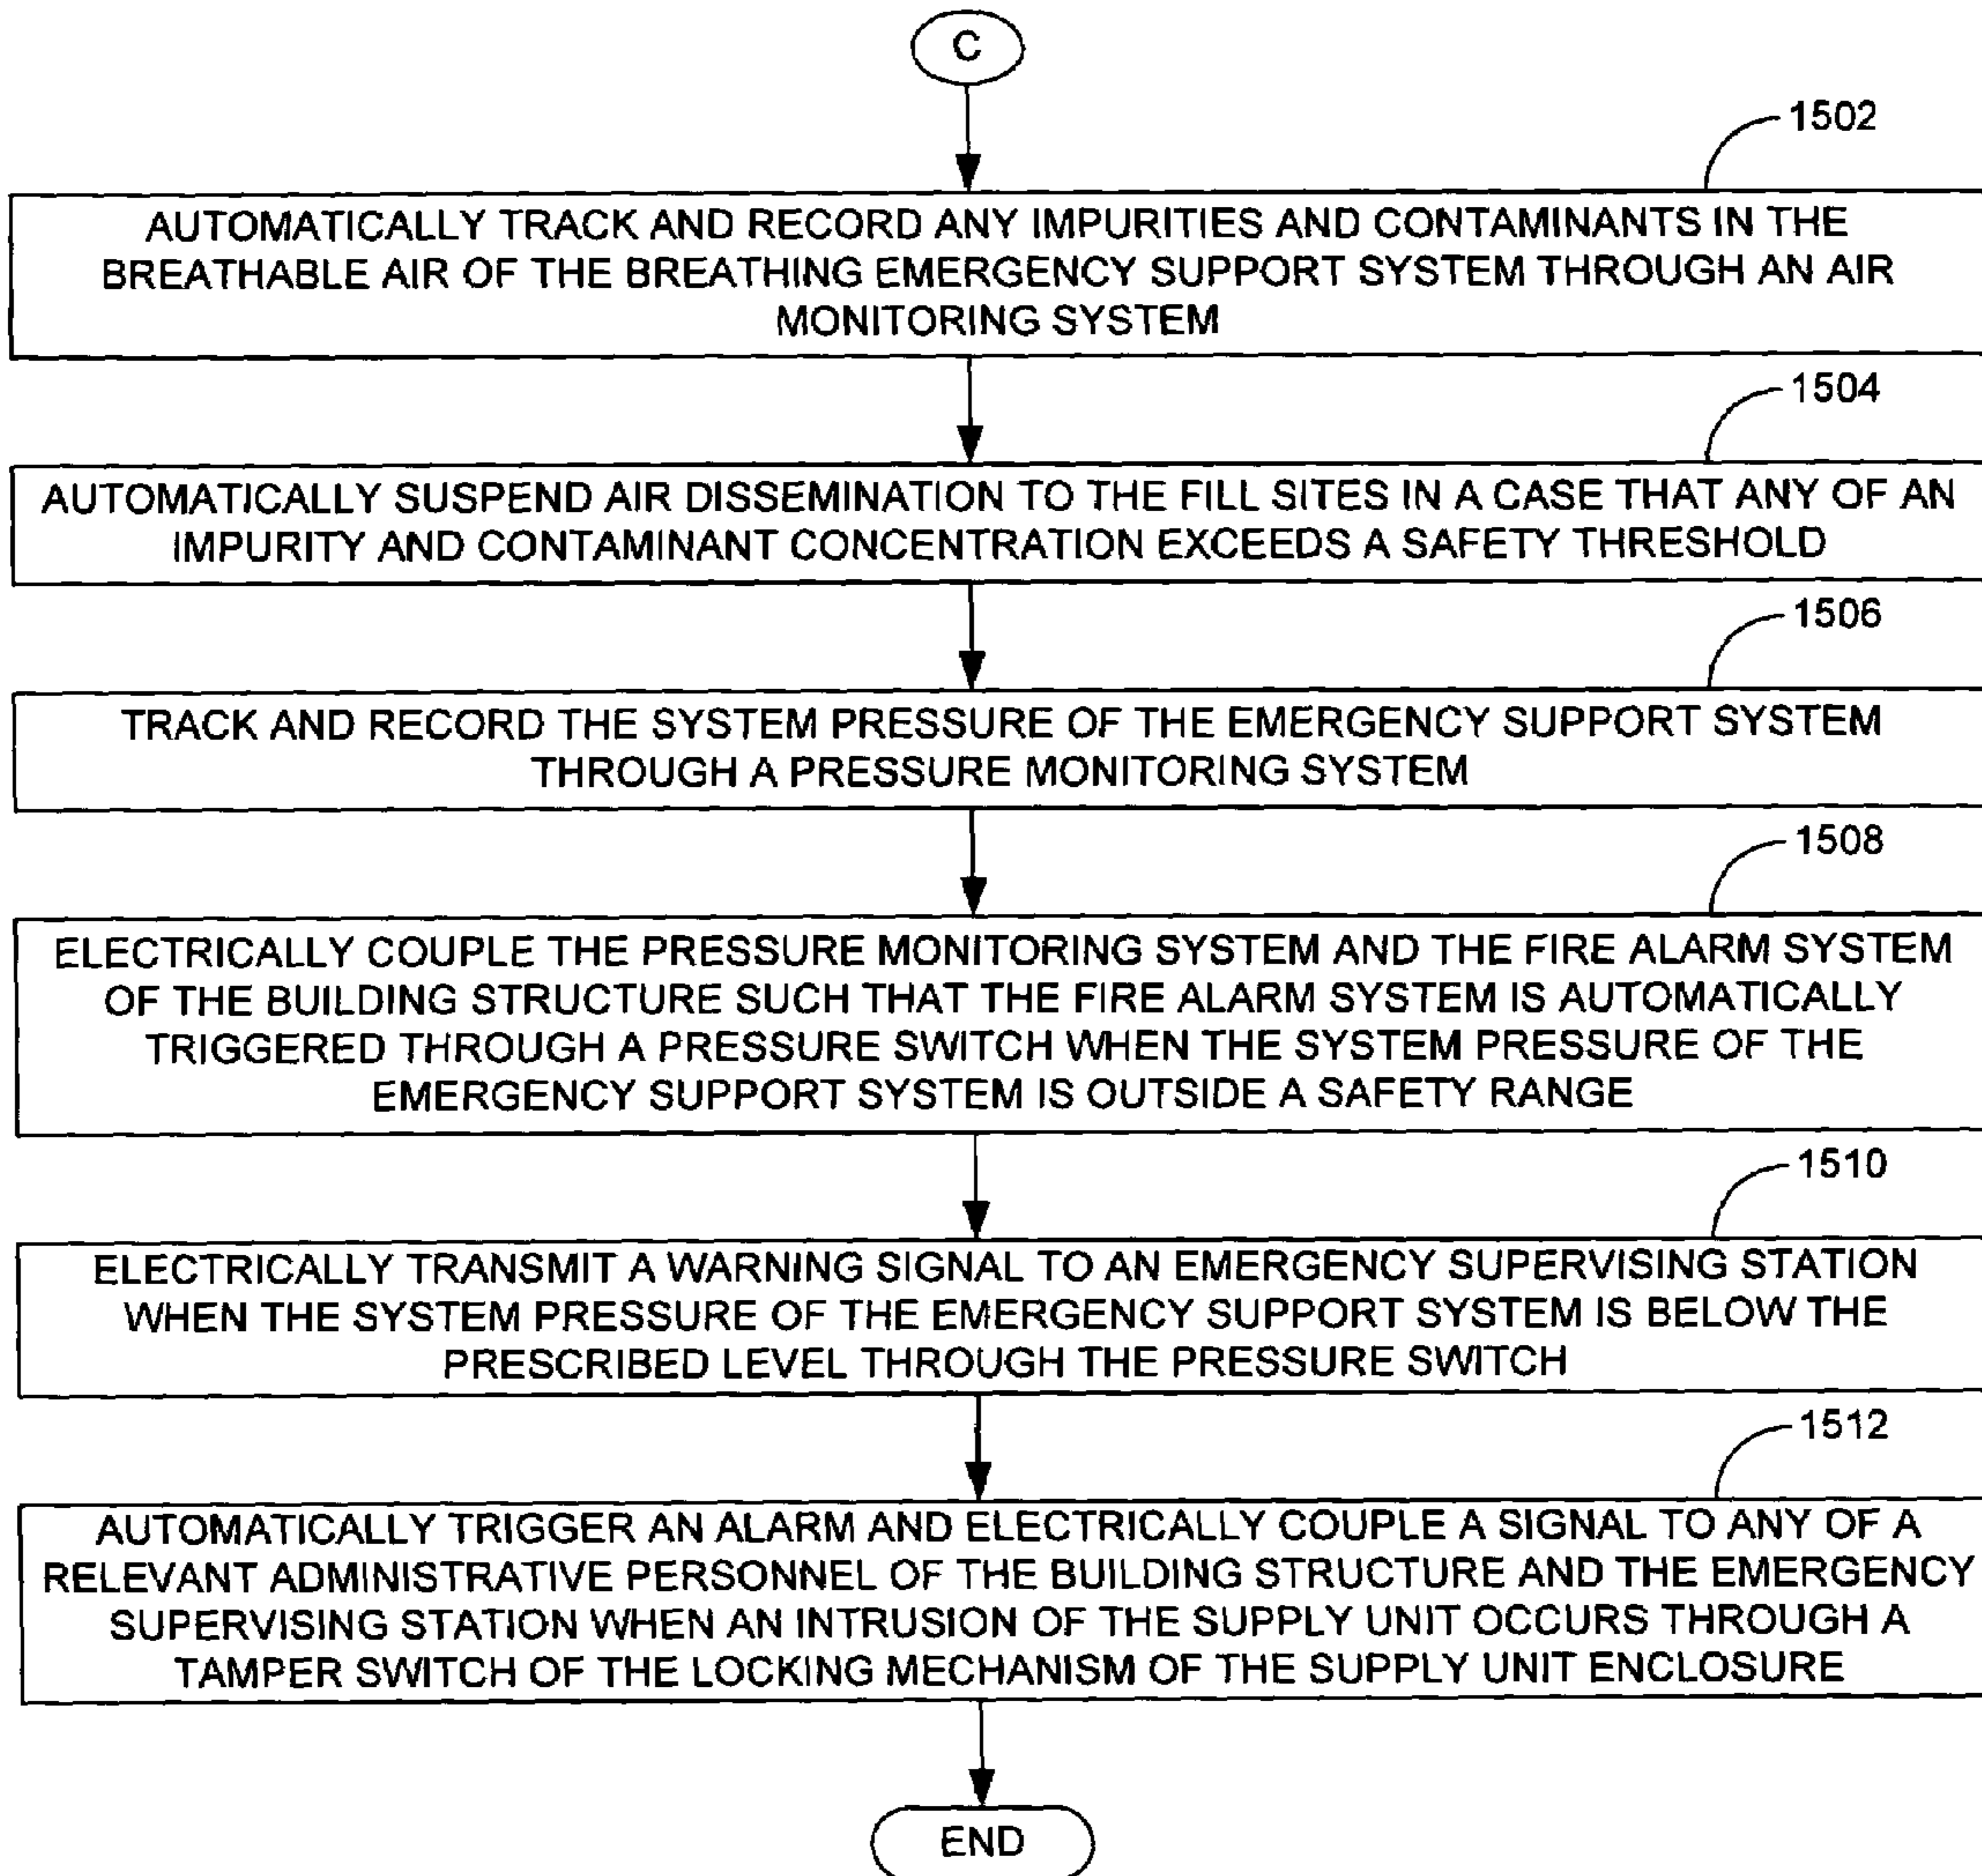 C
1502
AUTOMATICALLY TRACK AND RECORD ANY IMPURITIES AND CONTAMINANTS IN THE
BREATHABLE AIR OF THE BREATHING EMERGENCY SUPPORT SYSTEM THROUGH AN AIR
MONITORING SYSTEM
1504
AUTOMATICALLY SUSPEND AIR DISSEMINATION TO THE FILL SITES IN A CASE THAT ANY OF AN
IMPURITY AND CONTAMINANT CONCENTRATION EXCEEDS A SAFETY THRESHOLD
1506
TRACK AND RECORD THE SYSTEM PRESSURE OF THE EMERGENCY SUPPORT SYSTEM
THROUGH A PRESSURE MONITORING SYSTEM
1508
ELECTRICALLY COUPLE THE PRESSURE MONITORING SYSTEM AND THE FIRE ALARM SYSTEM
OF THE BUILDING STRUCTURE SUCH THAT THE FIRE ALARM SYSTEM IS AUTOMATICALLY
TRIGGERED THROUGH A PRESSURE SWITCH WHEN THE SYSTEM PRESSURE OF THE
EMERGENCY SUPPORT SYSTEM IS OUTSIDE A SAFETY RANGE
1510
ELECTRICALLY TRANSMIT A WARNING SIGNAL TO AN EMERGENCY SUPERVISING STATION
WHEN THE SYSTEM PRESSURE OF THE EMERGENCY SUPPORT SYSTEM IS BELOW THE
PRESCRIBED LEVEL THROUGH THE PRESSURE SWITCH
1512
AUTOMATICALLY TRIGGER AN ALARM AND ELECTRICALLY COUPLE A SIGNAL TO ANY OF A
RELEVANT ADMINISTRATIVE PERSONNEL OF THE BUILDING STRUCTURE AND THE EMERGENCY
SUPERVISING STATION WHEN AN INTRUSION OF THE SUPPLY UNIT OCCURS THROUGH A
TAMPER SWITCH OF THE LOCKING MECHANISM OF THE SUPPLY UNIT ENCLOSURE
END